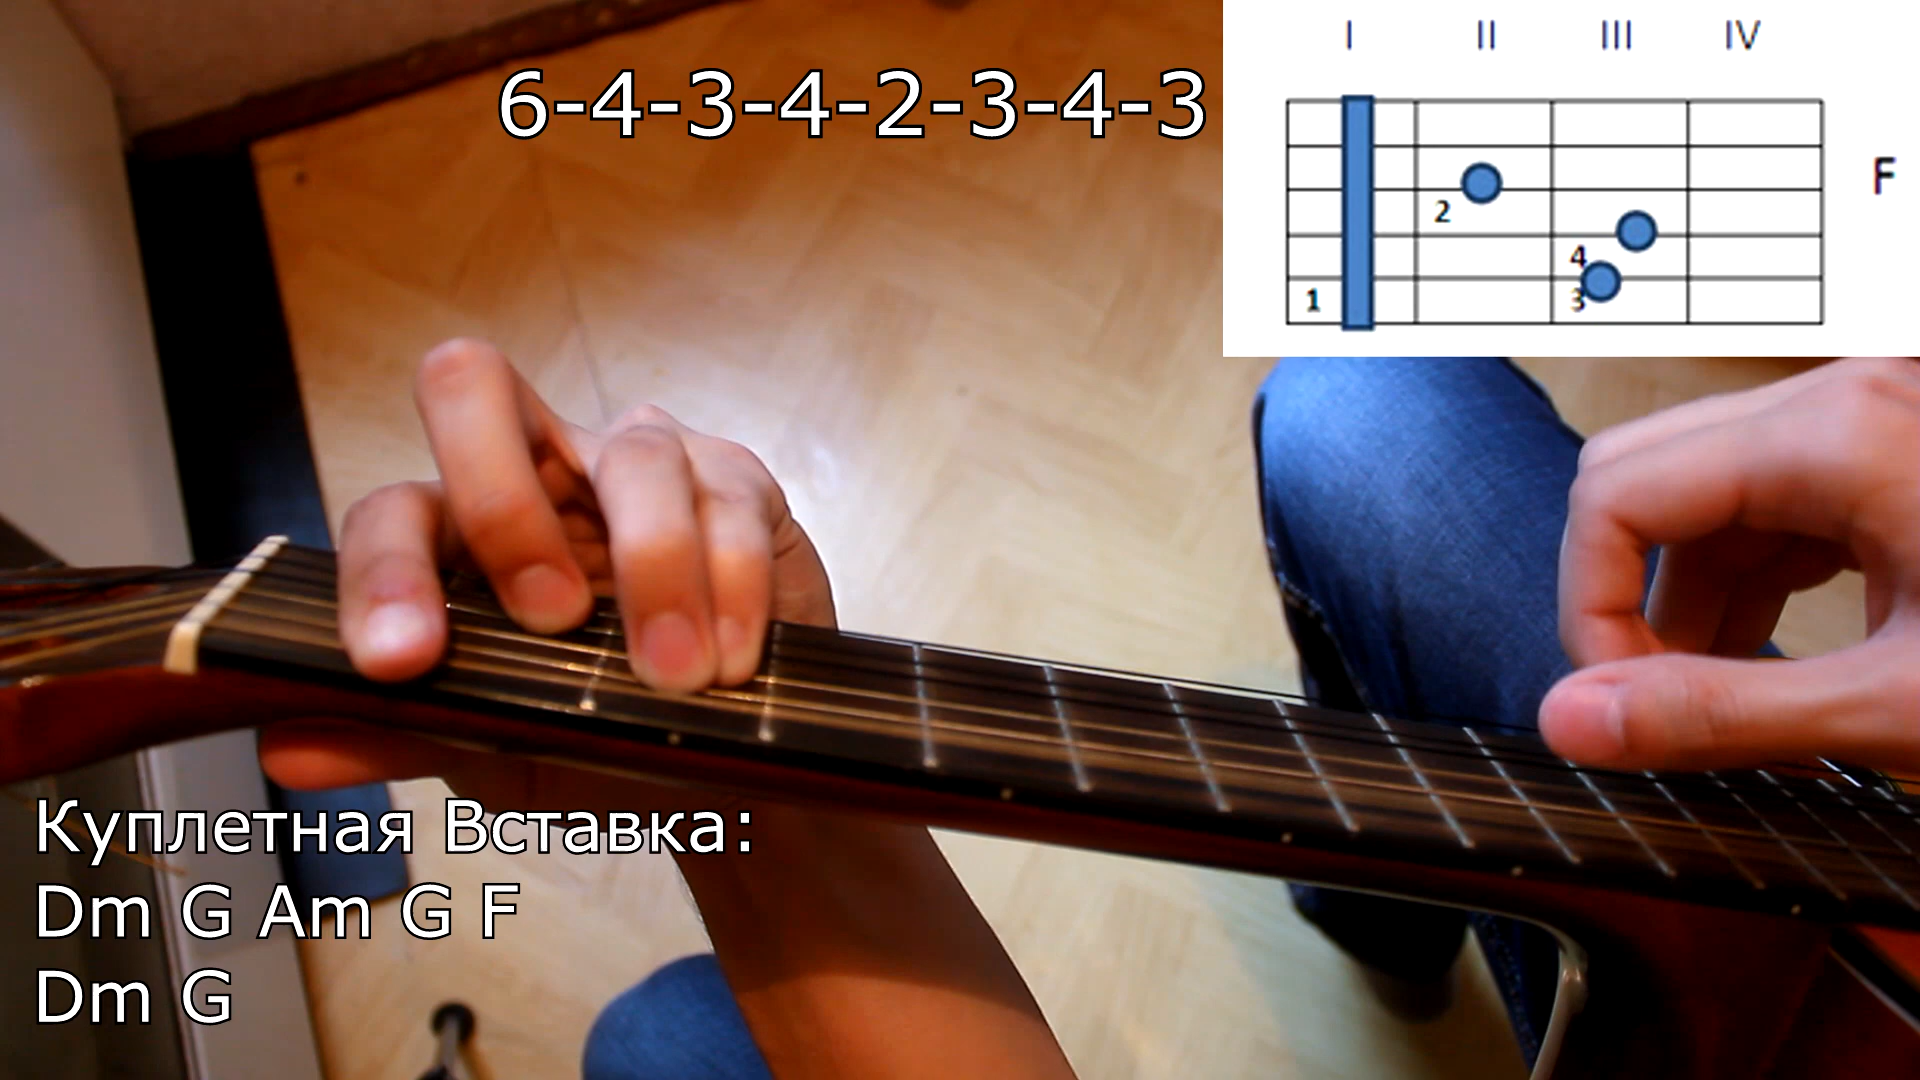 6-4-3-4-2-3-4-3
I II III IV
F
2
4
1 3
Куплетная Вставка:
Dm G Am G F
Dm G